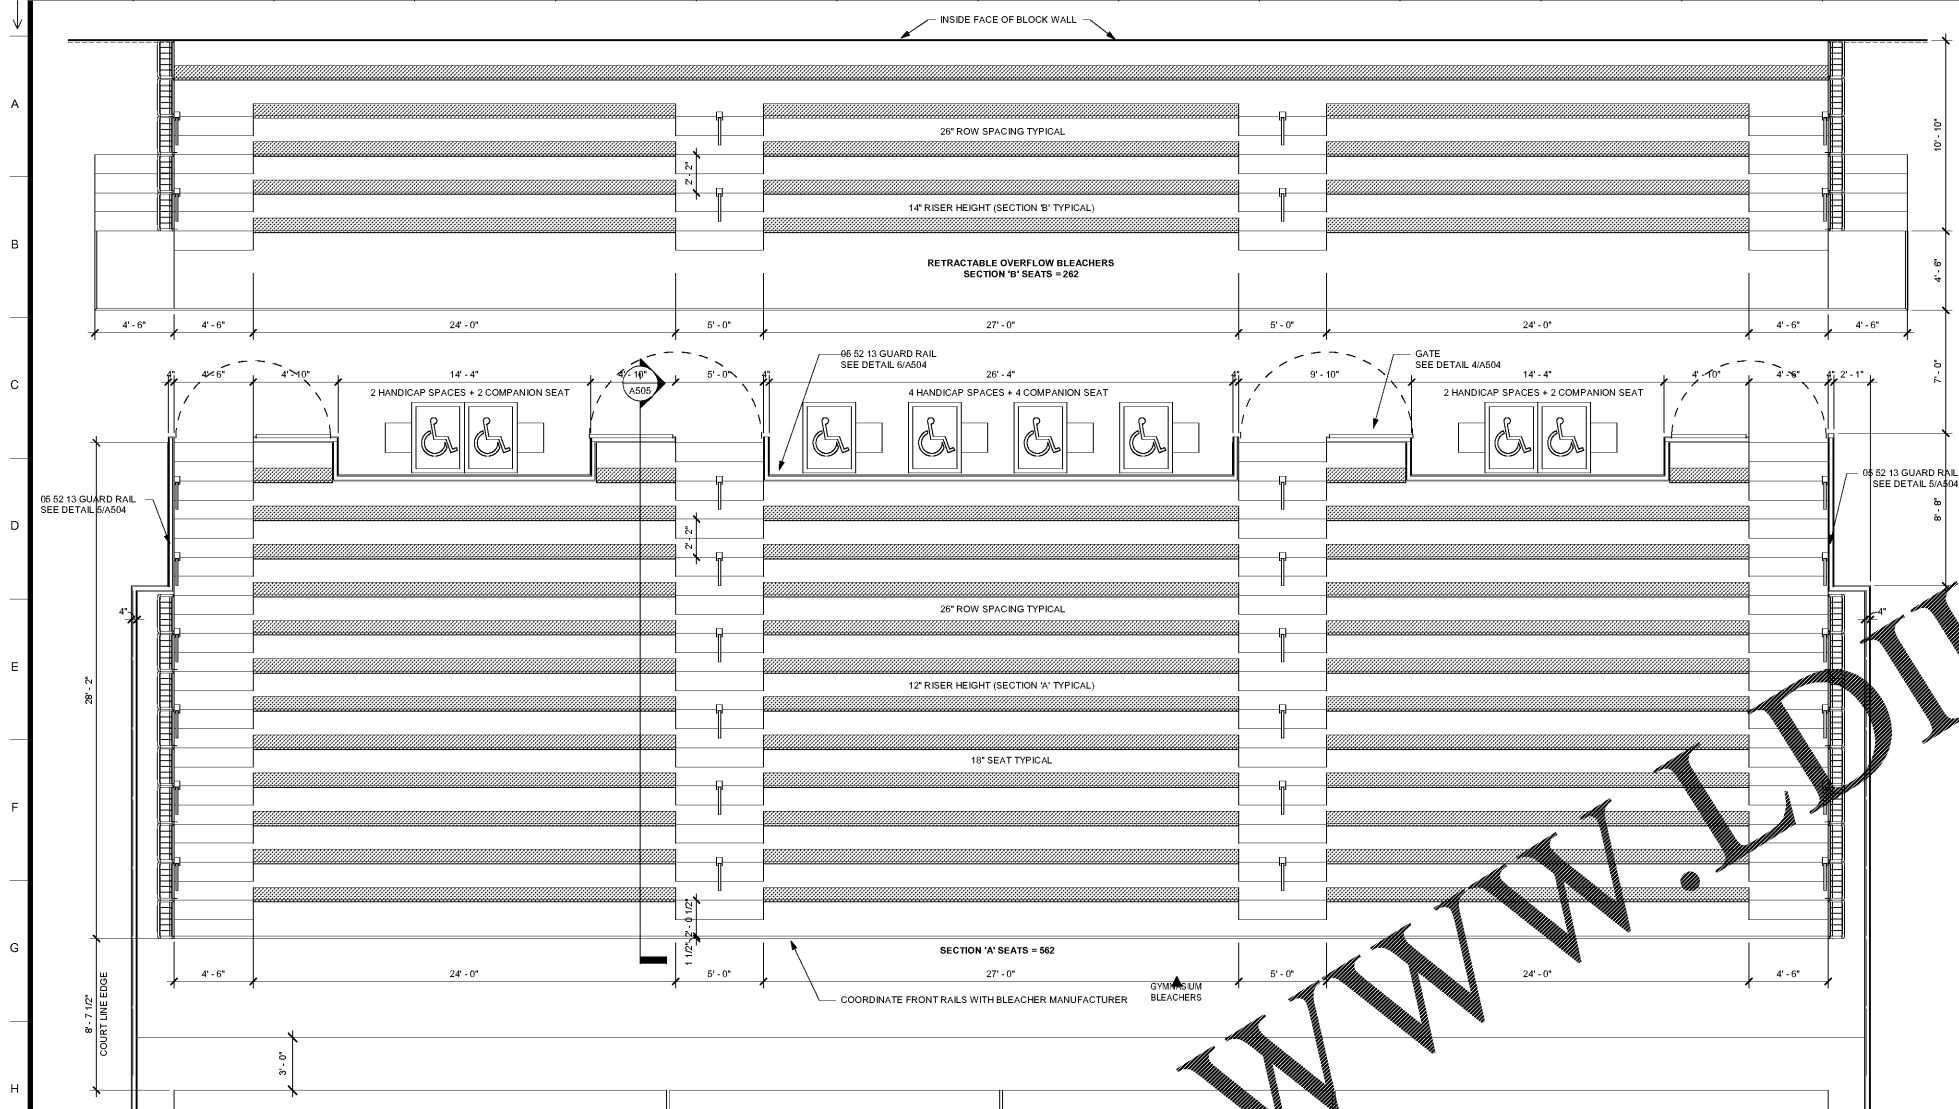 INSIDE FACE OF BLOCK WALL
A
26" ROW SPACING TYPICAL
10' - 10"
2' - 2"
14" RISER HEIGHT (SECTION 'B' TYPICAL)
B
RETRACTABLE OVERFLOW BLEACHERS
SECTION 'B' SEATS = 262
4' - 6"
4' - 6" 4' - 6" 24' - 0" 5' - 0" 27' - 0" 5' - 0" 24' - 0" 4' - 6" 4' - 6"
05 52 13 GUARD RAIL
SEE DETAIL 6/A504
GATE
SEE DETAIL 4/A504
7' - 0"
C
4" 4'- 6" 4'- 10" 14' - 4" 4'- 10" 5' - 0" 4" 26' - 4" 4" 9' - 10" 14' - 4" 4'- 10" 4'- 6" 4" 2' - 1"
A505
2 HANDICAP SPACES + 2 COMPANION SEAT
4 HANDICAP SPACES + 4 COMPANION SEAT
2 HANDICAP SPACES + 2 COMPANION SEAT
05 52 13 GUARD RAIL
SEE DETAIL 5/A504
05 52 13 GUARD RAIL
SEE DETAIL 5/A504
8' - 8"
D
2' - 2"
4"
26" ROW SPACING TYPICAL
4"
E
28' - 2"
12" RISER HEIGHT (SECTION 'A' TYPICAL)
18" SEAT TYPICAL
F
2' - 0 1/2"
1 1/2"
G
SECTION 'A' SEATS = 562
4' - 6" 24' - 0" 5' - 0" 27' - 0" 5' - 0" 24' - 0" 4' - 6"
GYMNASIUM
BLEACHERS
COORDINATE FRONT RAILS WITH BLEACHER MANUFACTURER
8' - 7 1/2"
COURT LINE EDGE
3' - 0"
H